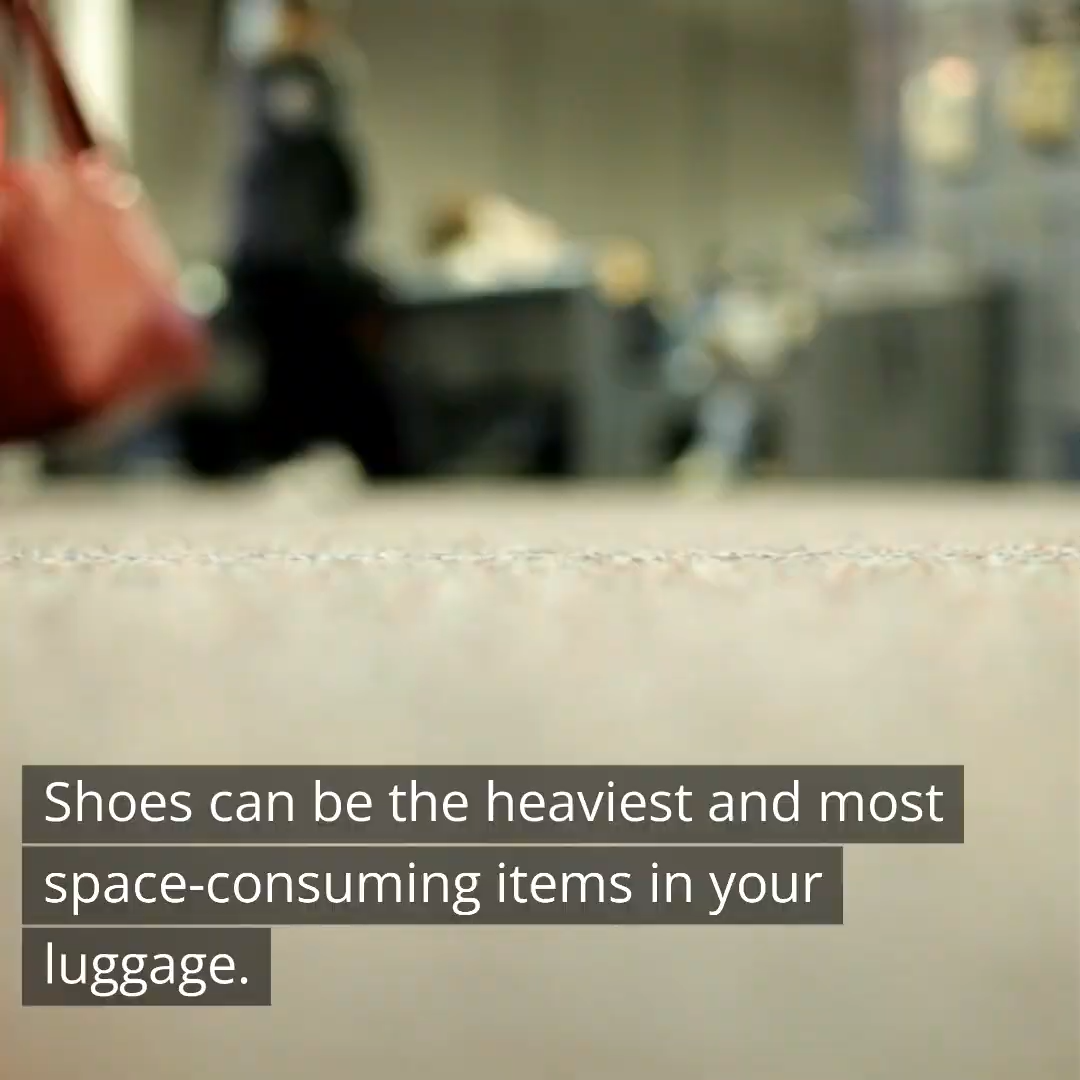 Shoes can be the heaviest and most
space-consuming items in your
luggage.